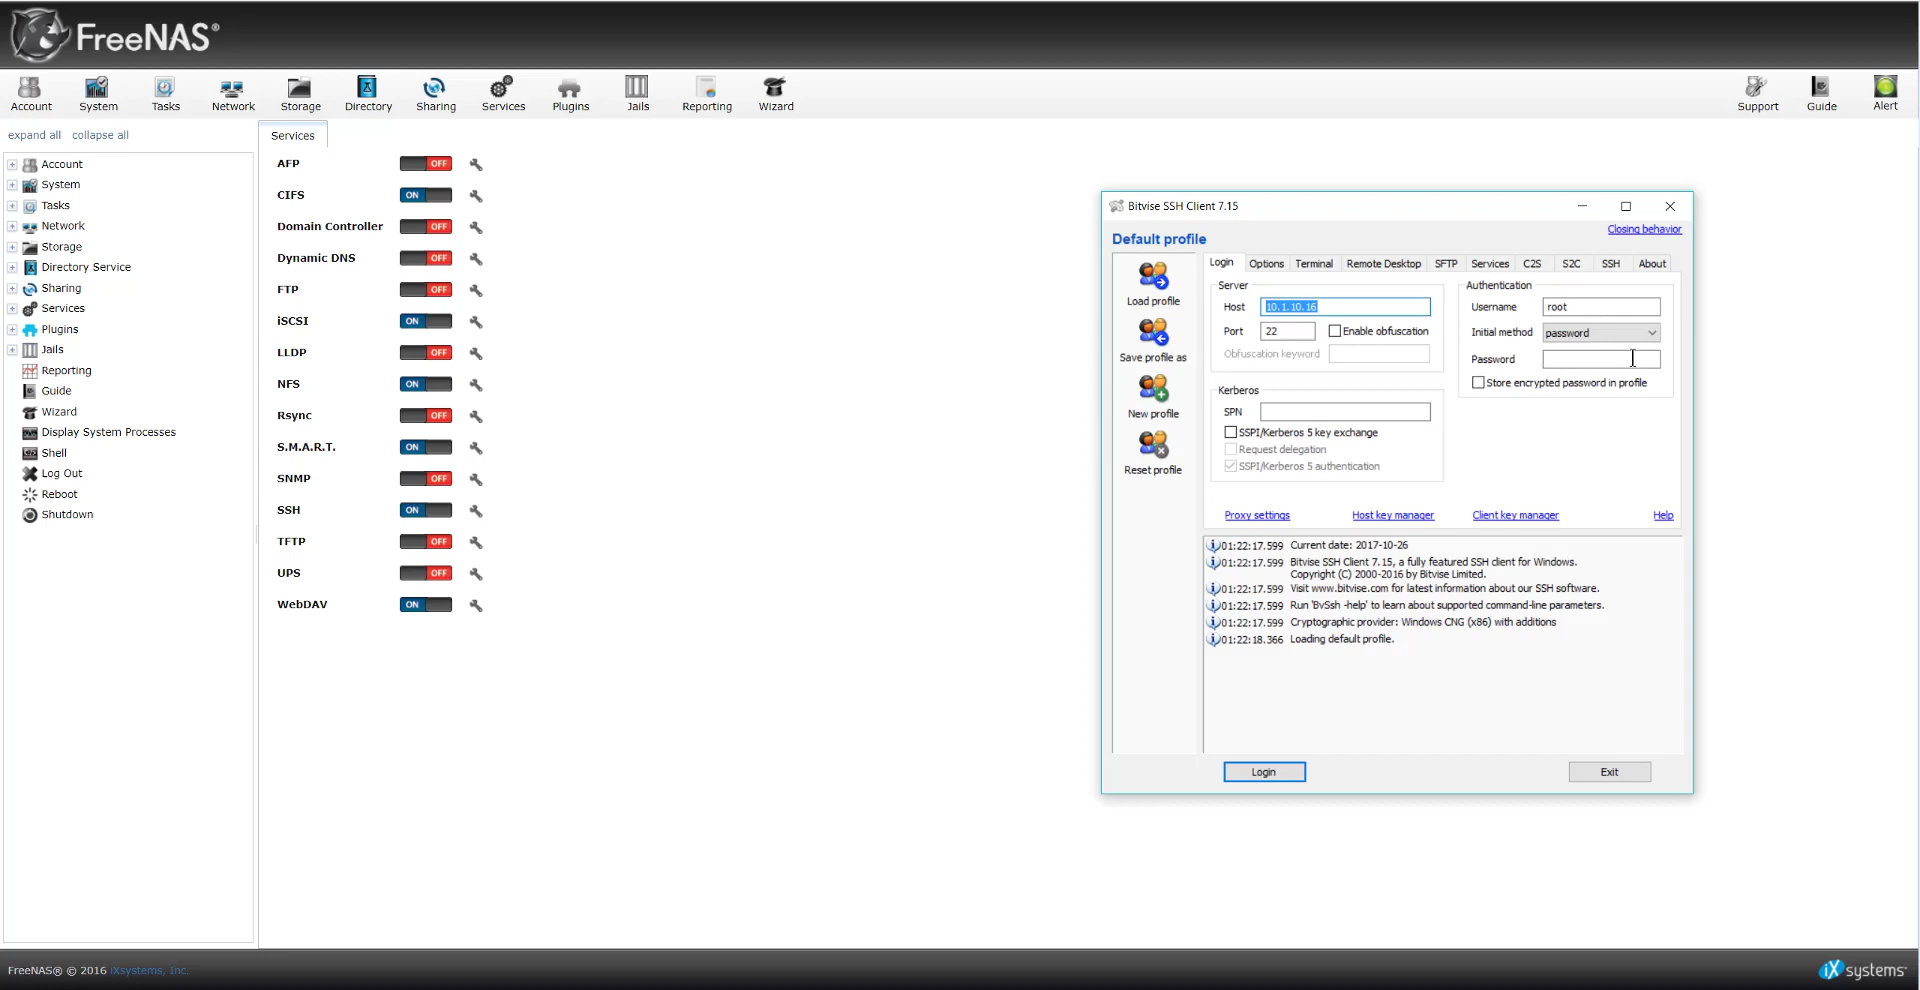 FreeNAS®
Account System Tasks Network Storage Directory Sharing Services Plugins Jails Reporting Wizard Support Guide Alert
expand all collapse all
Account
System
Tasks
Network
Storage
Directory Service
Sharing
Services
Plugins
Jails
Reporting
Guide
Wizard
Display System Processes
Shell
Log Out
Reboot
Shutdown
Services
AFP OFF
CIFS ON
Domain Controller OFF
Dynamic DNS OFF
FTP OFF
iSCSI ON
LLDP OFF
NFS ON
Rsync OFF
S.M.A.R.T. ON
SNMP OFF
SSH ON
TFTP OFF
UPS OFF
WebDAV ON
Bitvise SSH Client 7.15
Closing behavior
Default profile
Load profile
Save profile as
New profile
Reset profile
Login Options Terminal Remote Desktop SFTP Services C2S S2C SSH About
Server
Host 10.1.10.16
Port 22 Enable obfuscation
Obfuscation keyword
Authentication
Username root
Initial method password
Password
Store encrypted password in profile
Kerberos
SPN
SSPI/Kerberos 5 key exchange
Request delegation
SSPI/Kerberos 5 authentication
Proxy settings Host key manager Client key manager Help
01:22:17.599 Current date: 2017-10-26
01:22:17.599 Bitvise SSH Client 7.15, a fully featured SSH client for Windows.
Copyright (C) 2000-2016 by Bitvise Limited.
01:22:17.599 Visit www.bitvise.com for latest information about our SSH software.
01:22:17.599 Run 'BvSsh -help' to learn about supported command-line parameters.
01:22:17.599 Cryptographic provider: Windows CNG (x86) with additions
01:22:18.366 Loading default profile.
Login Exit
FreeNAS® © 2016 iXsystems, Inc.
iXsystems